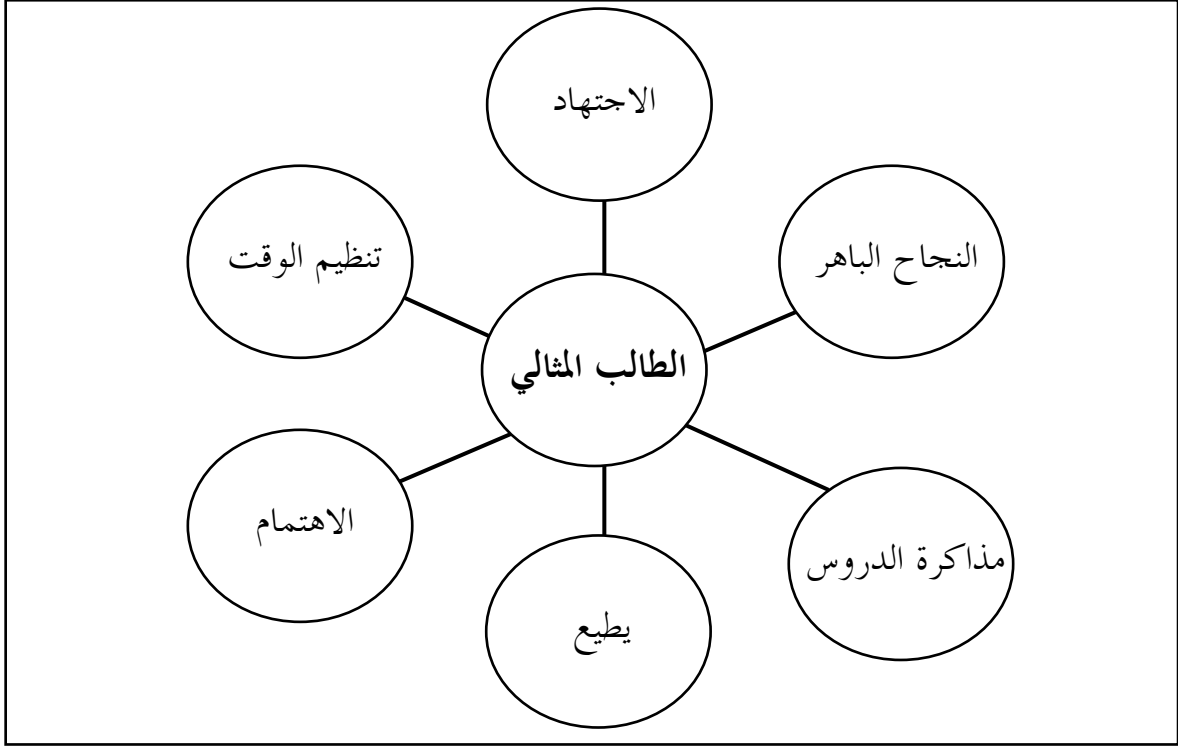 الاجتهاد
النجاح الباهر
تنظيم الوقت
الطالب المثالي
مذاكرة الدروس
الاهتمام
يطيع